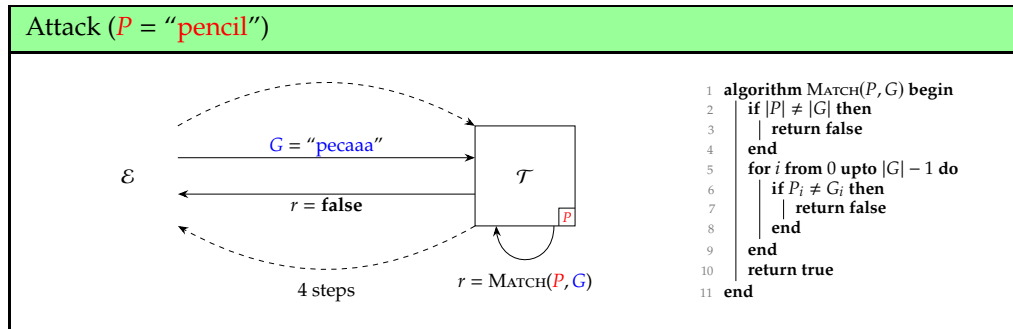 Attack (P = “pencil”)
ℰ
G = “pecaaa”
r = false
4 steps
𝒯
P
r = Match(P, G)
1 algorithm Match(P, G) begin
2 if |P| ≠ |G| then
3 return false
4 end
5 for i from 0 upto |G| − 1 do
6 if Pᵢ ≠ Gᵢ then
7 return false
8 end
9 end
10 return true
11 end